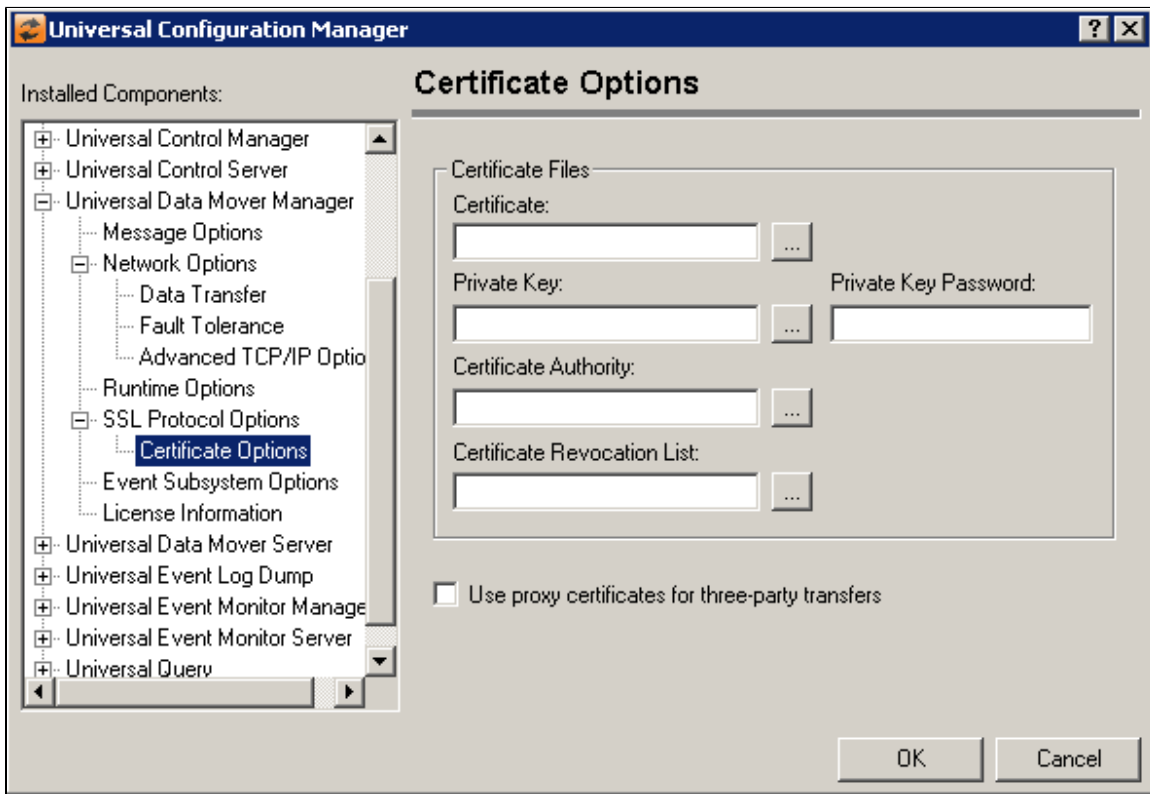 Universal Configuration Manager
Installed Components:
Universal Control Manager
Universal Control Server
Universal Data Mover Manager
Message Options
Network Options
Data Transfer
Fault Tolerance
Advanced TCP/IP Optio
Runtime Options
SSL Protocol Options
Certificate Options
Event Subsystem Options
License Information
Universal Data Mover Server
Universal Event Log Dump
Universal Event Monitor Manage
Universal Event Monitor Server
Universal Query
Certificate Options
Certificate Files
Certificate:
...
Private Key:
Private Key Password:
...
Certificate Authority:
...
Certificate Revocation List:
...
Use proxy certificates for three-party transfers
OK
Cancel